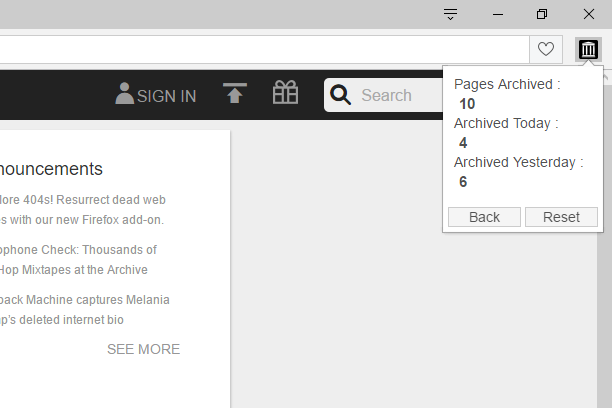 SIGN IN
Search
Pages Archived :
10
Archived Today :
4
Archived Yesterday :
6
Back
Reset
nouncements
ore 404s! Resurrect dead web
s with our new Firefox add-on.
ophone Check: Thousands of
Hop Mixtapes at the Archive
back Machine captures Melania
p's deleted internet bio
SEE MORE